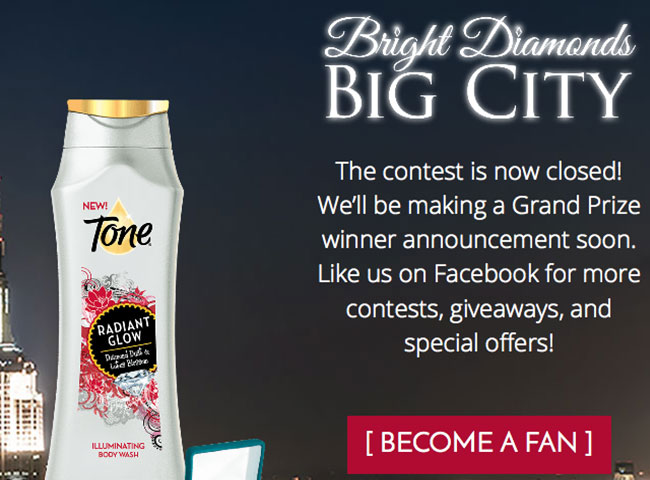 Bright Diamonds
BIG CITY
The contest is now closed!
We'll be making a Grand Prize
winner announcement soon.
Like us on Facebook for more
contests, giveaways, and
special offers!
[ BECOME A FAN ]
NEW!
Tone
RADIANT
GLOW
Diamond Dust &
Lotus Blossom
ILLUMINATING
BODY WASH